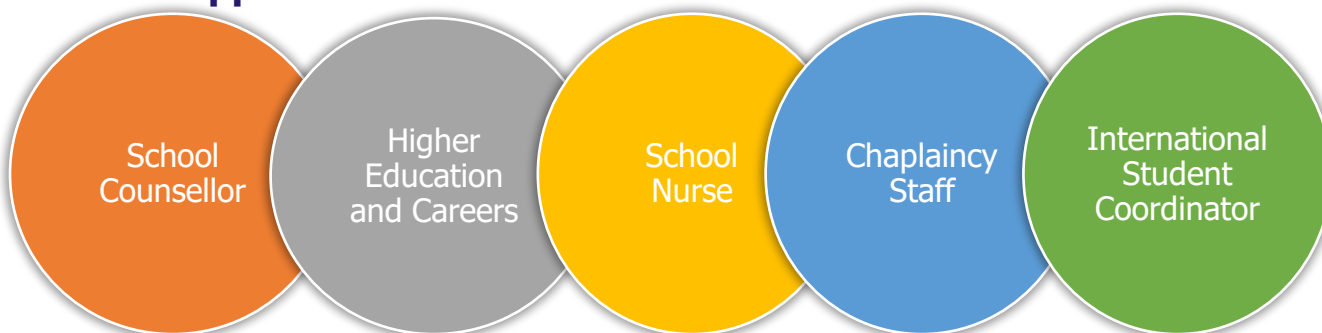 School
Counsellor
Higher
Education
and Careers
School
Nurse
Chaplaincy
Staff
International
Student
Coordinator